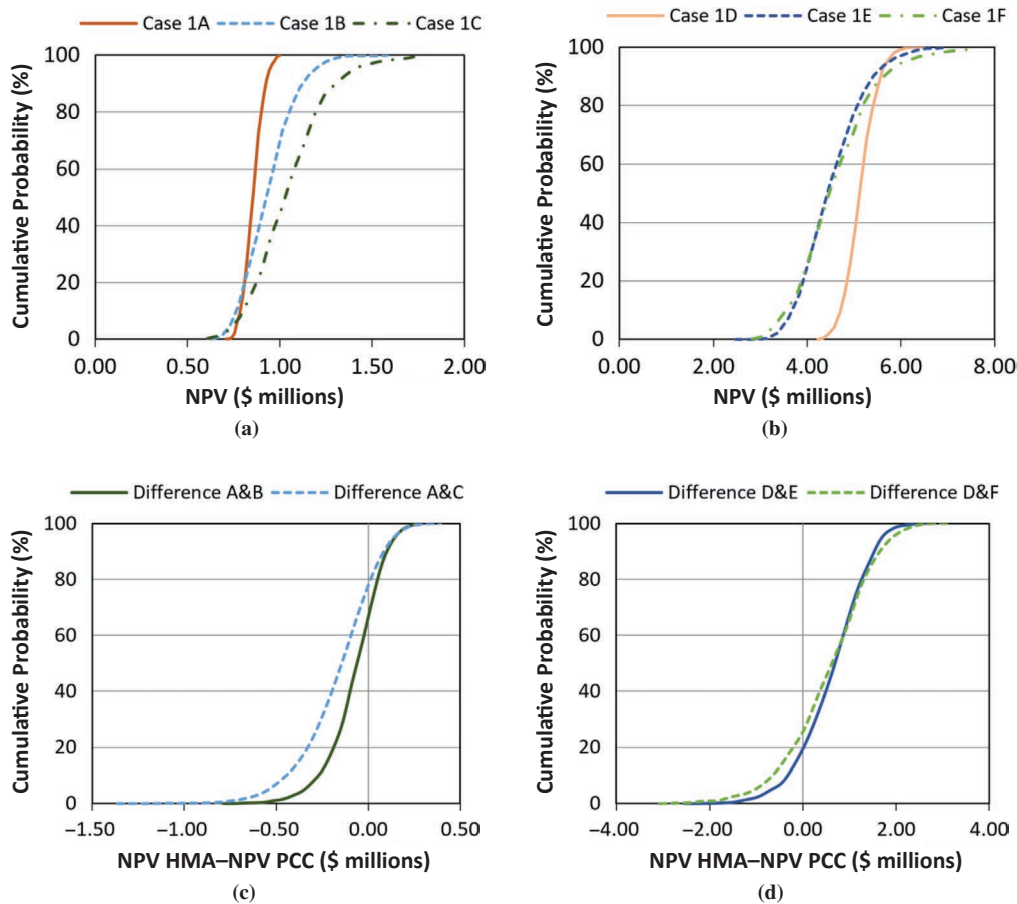 Case 1A Case 1B Case 1C
Cumulative Probability (%)
100
80
60
40
20
0
0.00 0.50 1.00 1.50 2.00
NPV ($ millions)
(a)
Case 1D Case 1E Case 1F
Cumulative Probability (%)
100
80
60
40
20
0
0.00 2.00 4.00 6.00 8.00
NPV ($ millions)
(b)
Difference A&B Difference A&C
Cumulative Probability (%)
100
80
60
40
20
0
–1.50 –1.00 –0.50 0.00 0.50
NPV HMA–NPV PCC ($ millions)
(c)
Difference D&E Difference D&F
Cumulative Probability (%)
100
80
60
40
20
0
–4.00 –2.00 0.00 2.00 4.00
NPV HMA–NPV PCC ($ millions)
(d)